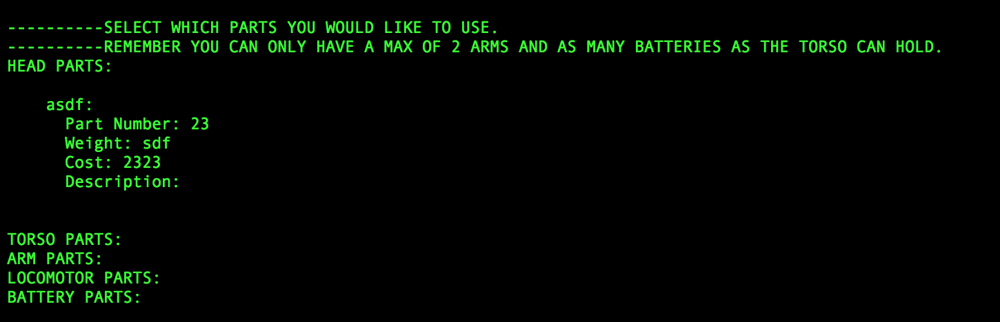 ----------SELECT WHICH PARTS YOU WOULD LIKE TO USE.
----------REMEMBER YOU CAN ONLY HAVE A MAX OF 2 ARMS AND AS MANY BATTERIES AS THE TORSO CAN HOLD.
HEAD PARTS:
asdf:
Part Number: 23
Weight: sdf
Cost: 2323
Description:
TORSO PARTS:
ARM PARTS:
LOCOMOTOR PARTS:
BATTERY PARTS: